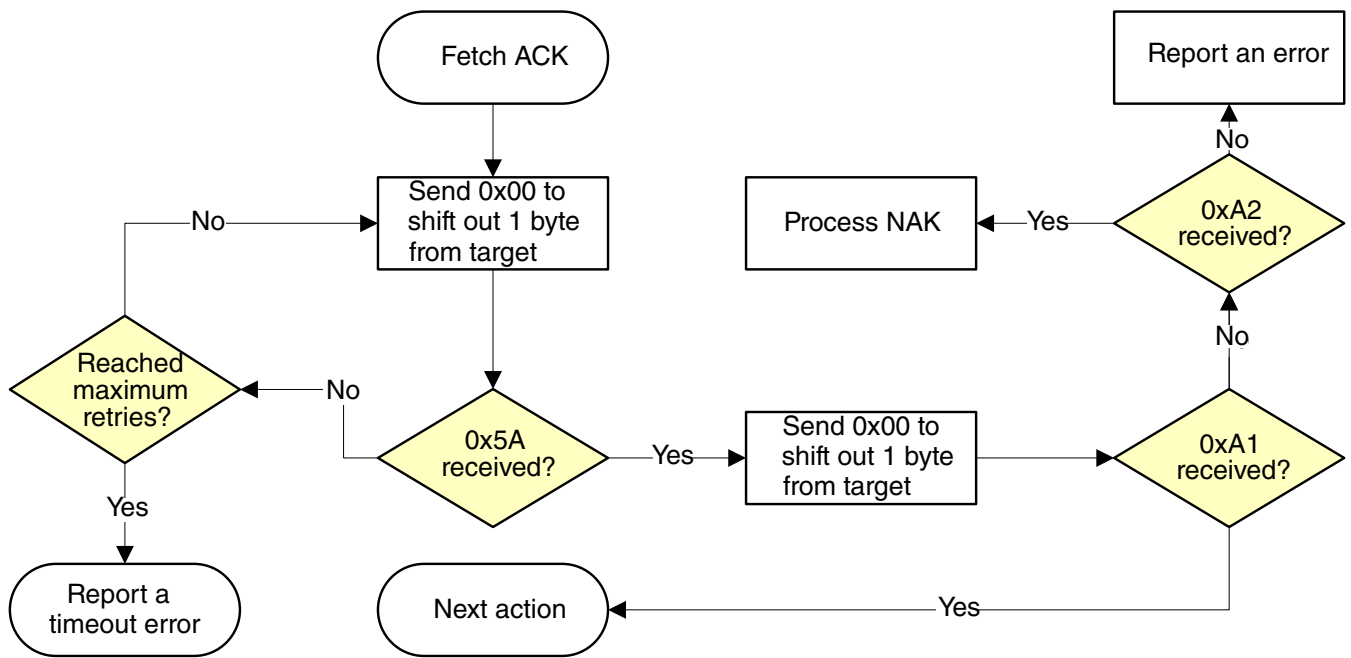 Fetch ACK
Report an error
No
Send 0x00 to
shift out 1 byte
from target
No
Process NAK
Yes
0xA2
received?
No
Reached
maximum
retries?
No
0x5A
received?
Yes
Send 0x00 to
shift out 1 byte
from target
0xA1
received?
Yes
Report a
timeout error
Next action
Yes